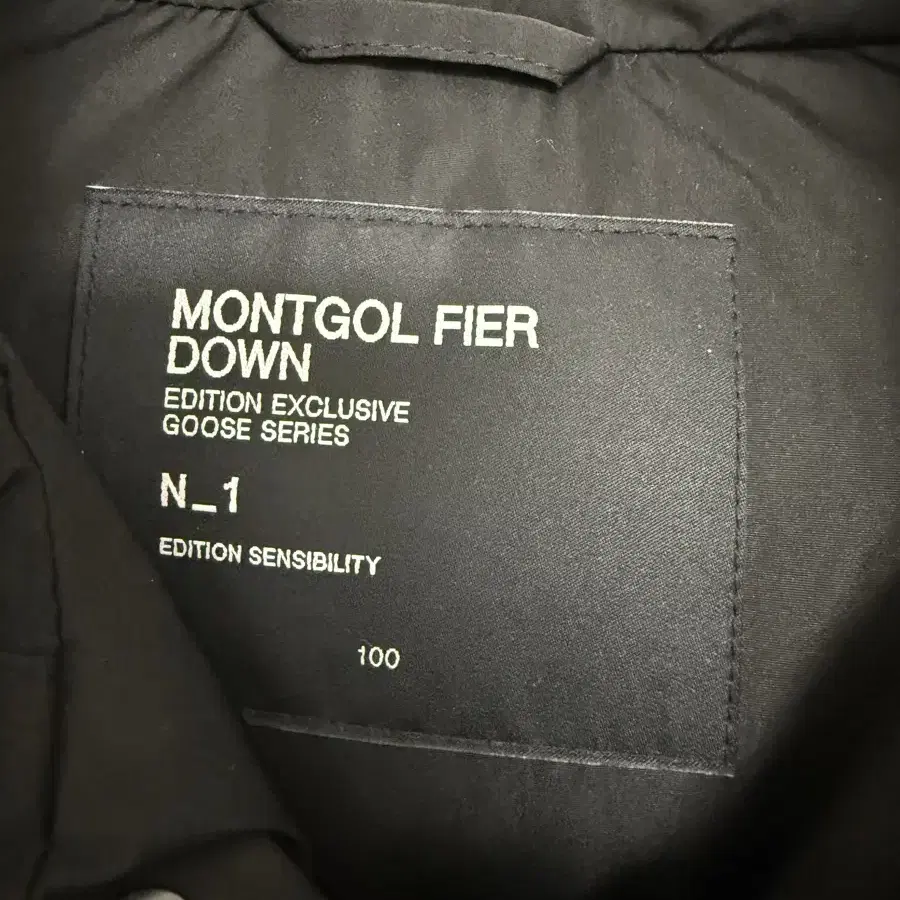 MONTGOL FIER
DOWN
EDITION EXCLUSIVE
GOOSE SERIES
N_1
EDITION SENSIBILITY
100